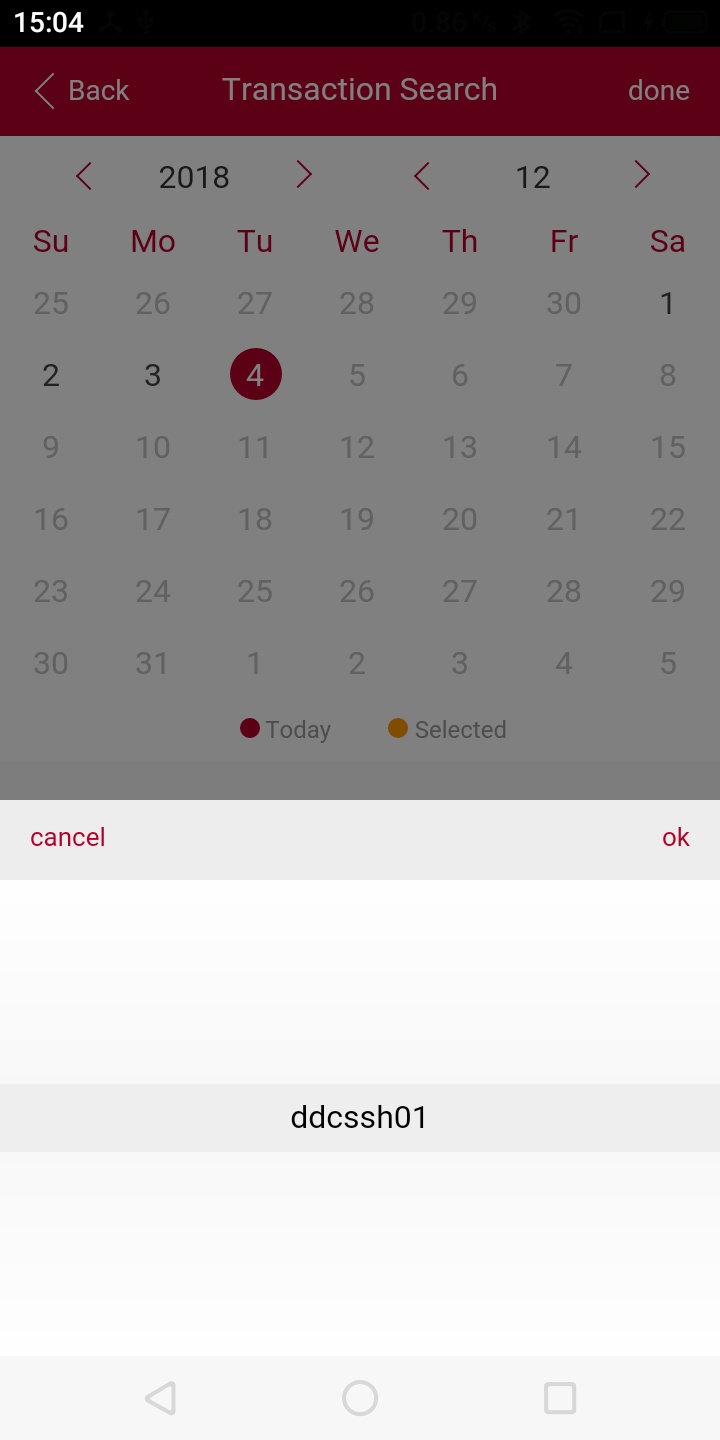 15:04 0.86 K/s
Back Transaction Search done
2018 12
Su Mo Tu We Th Fr Sa
25 26 27 28 29 30 1
2 3 4 5 6 7 8
9 10 11 12 13 14 15
16 17 18 19 20 21 22
23 24 25 26 27 28 29
30 31 1 2 3 4 5
Today Selected
cancel ok
ddcssh01